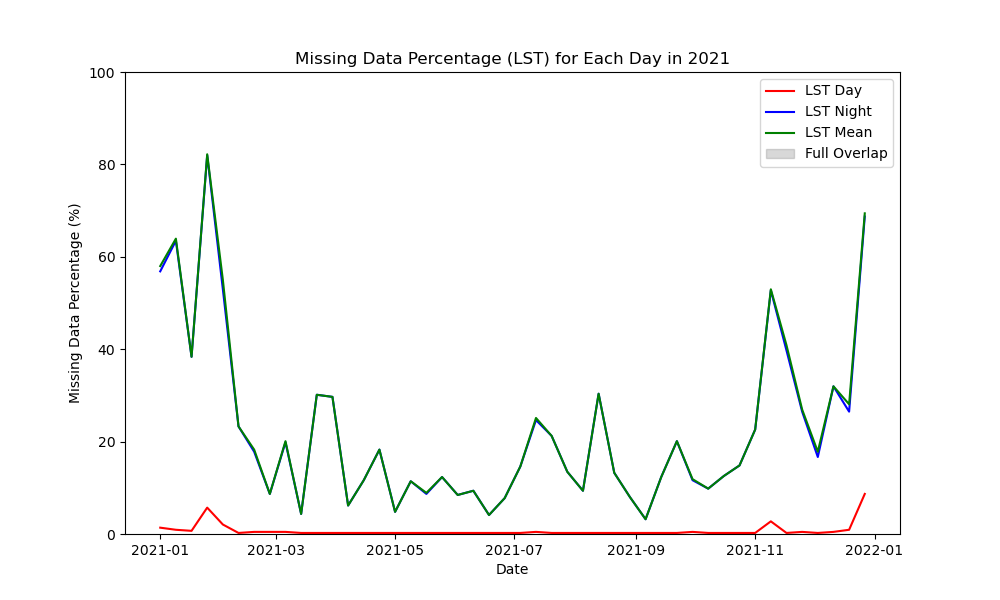 Missing Data Percentage (LST) for Each Day in 2021
100
80
60
40
20
0
Missing Data Percentage (%)
LST Day
LST Night
LST Mean
Full Overlap
2021-01
2021-03
2021-05
2021-07
2021-09
2021-11
2022-01
Date